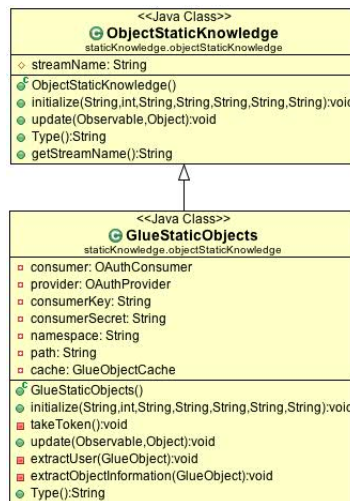 <<Java Class>>
ObjectStaticKnowledge
staticKnowledge.objectStaticKnowledge
streamName: String
ObjectStaticKnowledge()
initialize(String,int,String,String,String,String,String):void
update(Observable,Object):void
Type():String
getStreamName():String
<<Java Class>>
GlueStaticObjects
staticKnowledge.objectStaticKnowledge
consumer: OAuthConsumer
provider: OAuthProvider
consumerKey: String
consumerSecret: String
namespace: String
path: String
cache: GlueObjectCache
GlueStaticObjects()
initialize(String,int,String,String,String,String,String):void
takeToken():void
update(Observable,Object):void
extractUser(GlueObject):void
extractObjectInformation(GlueObject):void
Type():String